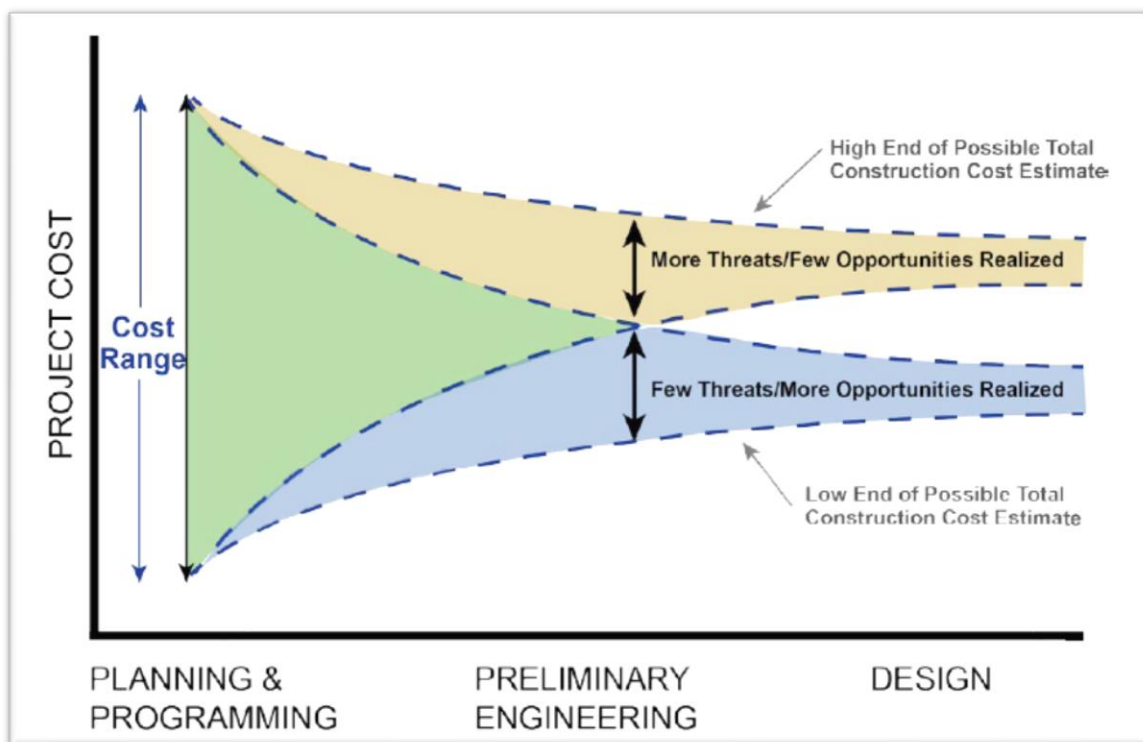 PROJECT COST
Cost
Range
High End of Possible Total
Construction Cost Estimate
More Threats/Few Opportunities Realized
Few Threats/More Opportunities Realized
Low End of Possible Total
Construction Cost Estimate
PLANNING &
PROGRAMMING
PRELIMINARY
ENGINEERING
DESIGN